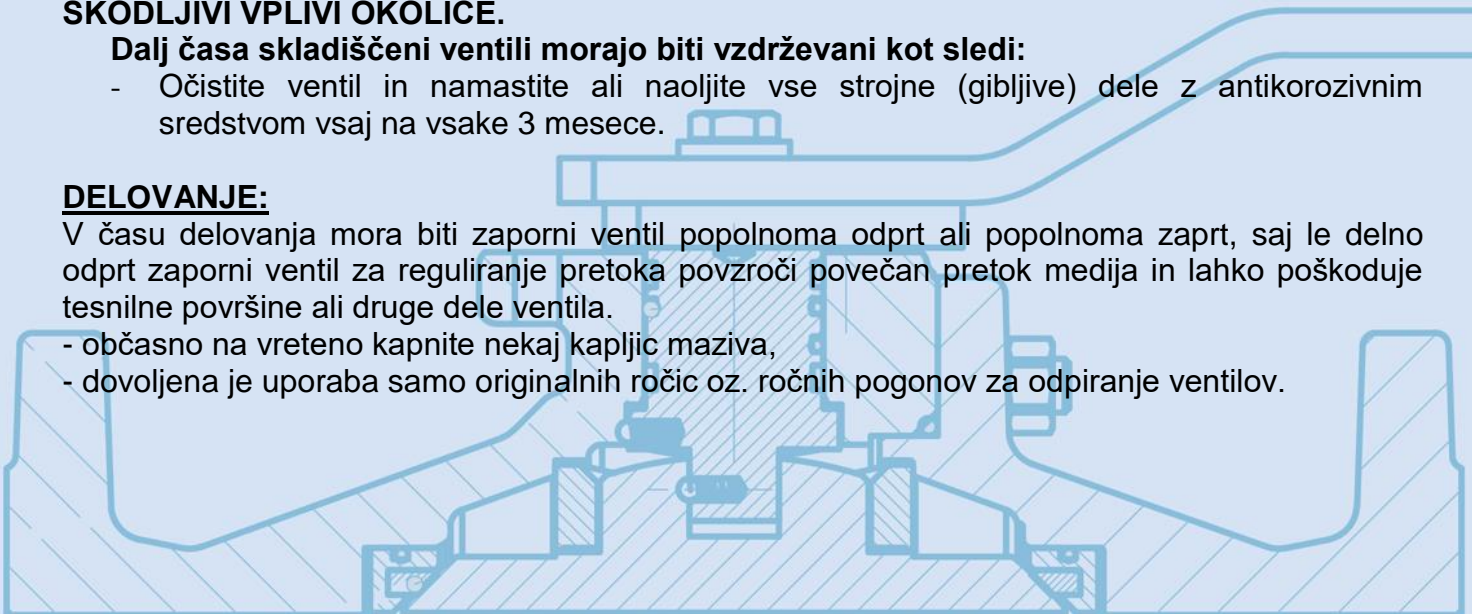 ŠKODLJIVI VPLIVI OKOLICE.
Dalj časa skladiščeni ventili morajo biti vzdrževani kot sledi:
- Očistite ventil in namastite ali naoljite vse strojne (gibljive) dele z antikorozivnim
sredstvom vsaj na vsake 3 mesece.
DELOVANJE:
V času delovanja mora biti zaporni ventil popolnoma odprt ali popolnoma zaprt, saj le delno
odprt zaporni ventil za reguliranje pretoka povzroči povečan pretok medija in lahko poškoduje
tesnilne površine ali druge dele ventila.
- občasno na vreteno kapnite nekaj kapljic maziva,
- dovoljena je uporaba samo originalnih ročic oz. ročnih pogonov za odpiranje ventilov.